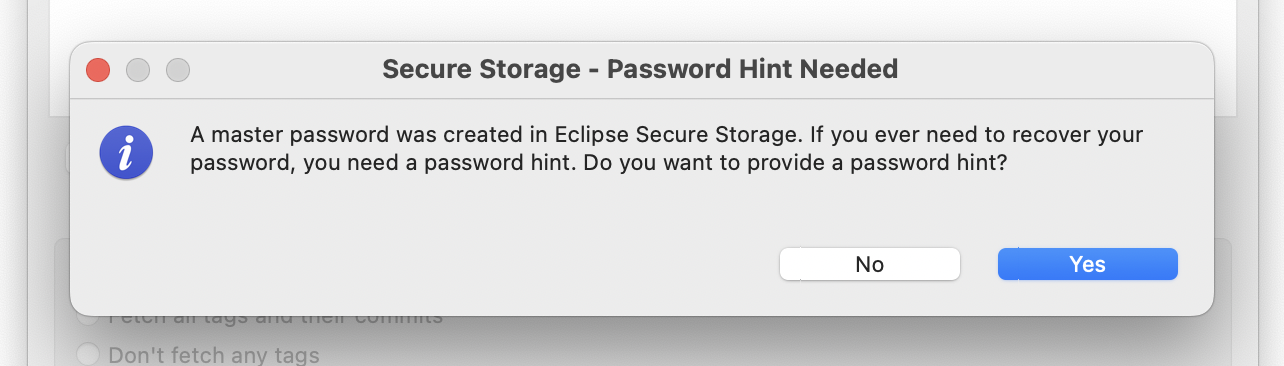 Secure Storage - Password Hint Needed
A master password was created in Eclipse Secure Storage. If you ever need to recover your
password, you need a password hint. Do you want to provide a password hint?
No
Yes
Fetch all tags and their commits
Don't fetch any tags